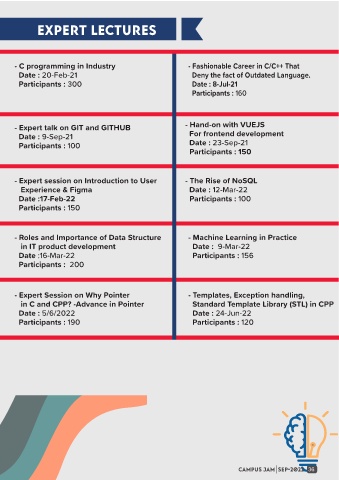 EXPERT LECTURES
- C programming in Industry
Date : 20-Feb-21
Participants : 300
- Fashionable Career in C/C++ That
Deny the fact of Outdated Language.
Date : 8-Jul-21
Participants : 160
- Expert talk on GIT and GITHUB
Date : 9-Sep-21
Participants : 100
- Hand-on with VUEJS
For frontend development
Date : 23-Sep-21
Participants : 150
- Expert session on Introduction to User
Experience & Figma
Date :17-Feb-22
Participants : 150
- The Rise of NoSQL
Date : 12-Mar-22
Participants : 100
- Roles and Importance of Data Structure
in IT product development
Date :16-Mar-22
Participants : 200
- Machine Learning in Practice
Date : 9-Mar-22
Participants : 156
- Expert Session on Why Pointer
in C and CPP? -Advance in Pointer
Date : 5/6/2022
Participants : 190
- Templates, Exception handling,
Standard Template Library (STL) in CPP
Date : 24-Jun-22
Participants : 120
CAMPUS JAM | SEP-2022